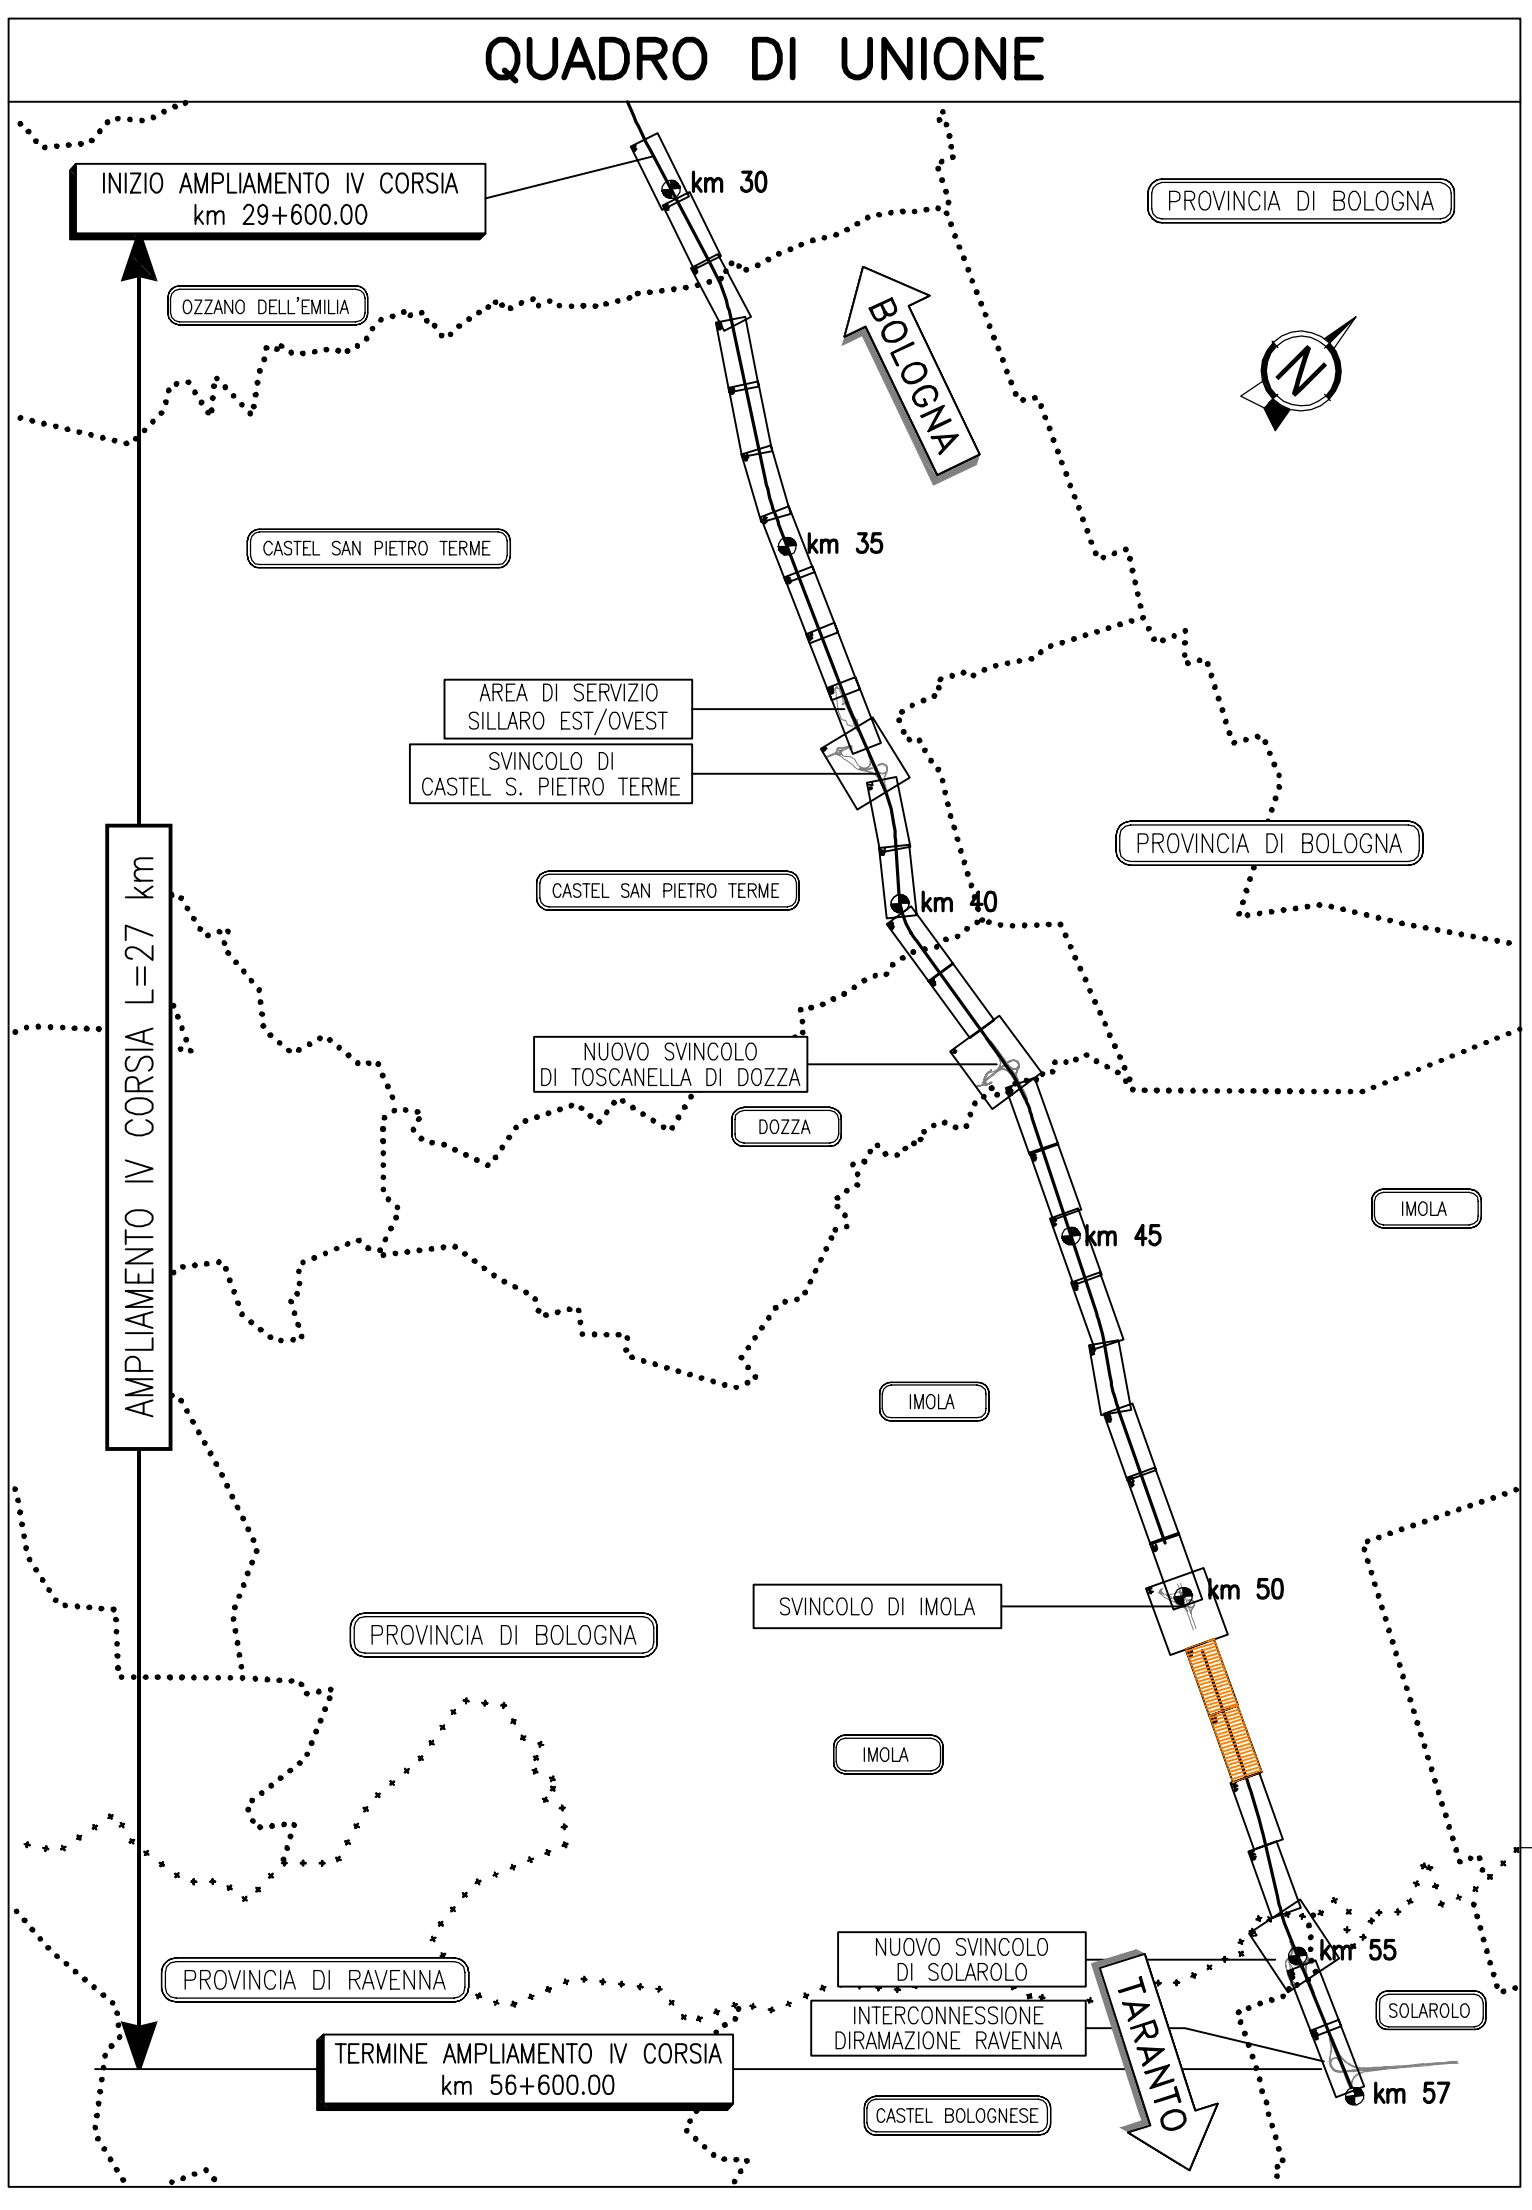 QUADRO DI UNIONE
INIZIO AMPLIAMENTO IV CORSIA
km 29+600.00
km 30
PROVINCIA DI BOLOGNA
OZZANO DELL'EMILIA
BOLOGNA
N
CASTEL SAN PIETRO TERME
km 35
AREA DI SERVIZIO
SILLARO EST/OVEST
SVINCOLO DI
CASTEL S. PIETRO TERME
PROVINCIA DI BOLOGNA
CASTEL SAN PIETRO TERME
km 40
AMPLIAMENTO IV CORSIA L=27 km
NUOVO SVINCOLO
DI TOSCANELLA DI DOZZA
DOZZA
IMOLA
km 45
IMOLA
km 50
SVINCOLO DI IMOLA
PROVINCIA DI BOLOGNA
IMOLA
NUOVO SVINCOLO
DI SOLAROLO
km 55
PROVINCIA DI RAVENNA
INTERCONNESSIONE
DIRAMAZIONE RAVENNA
TARANTO
SOLAROLO
TERMINE AMPLIAMENTO IV CORSIA
km 56+600.00
km 57
CASTEL BOLOGNESE